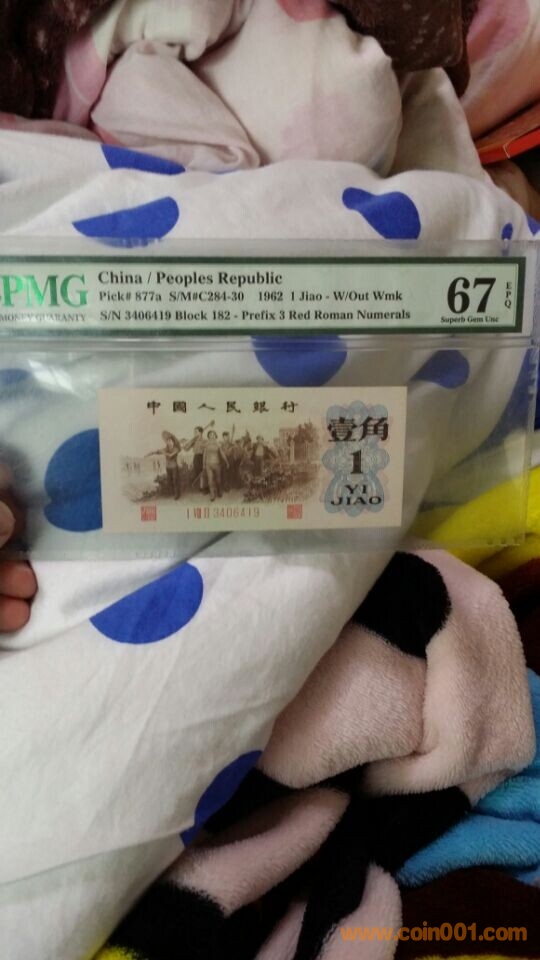 PMG
MONEY GUARANTY
China / Peoples Republic
Pick# 877a S/M#C284-30 1962 1 Jiao - W/Out Wmk
S/N 3406419 Block 182 - Prefix 3 Red Roman Numerals
67
EPQ
Superb Gem Unc
中國人民銀行
壹角
1
YI
JIAO
I VIII II 3406419
www.coin001.com